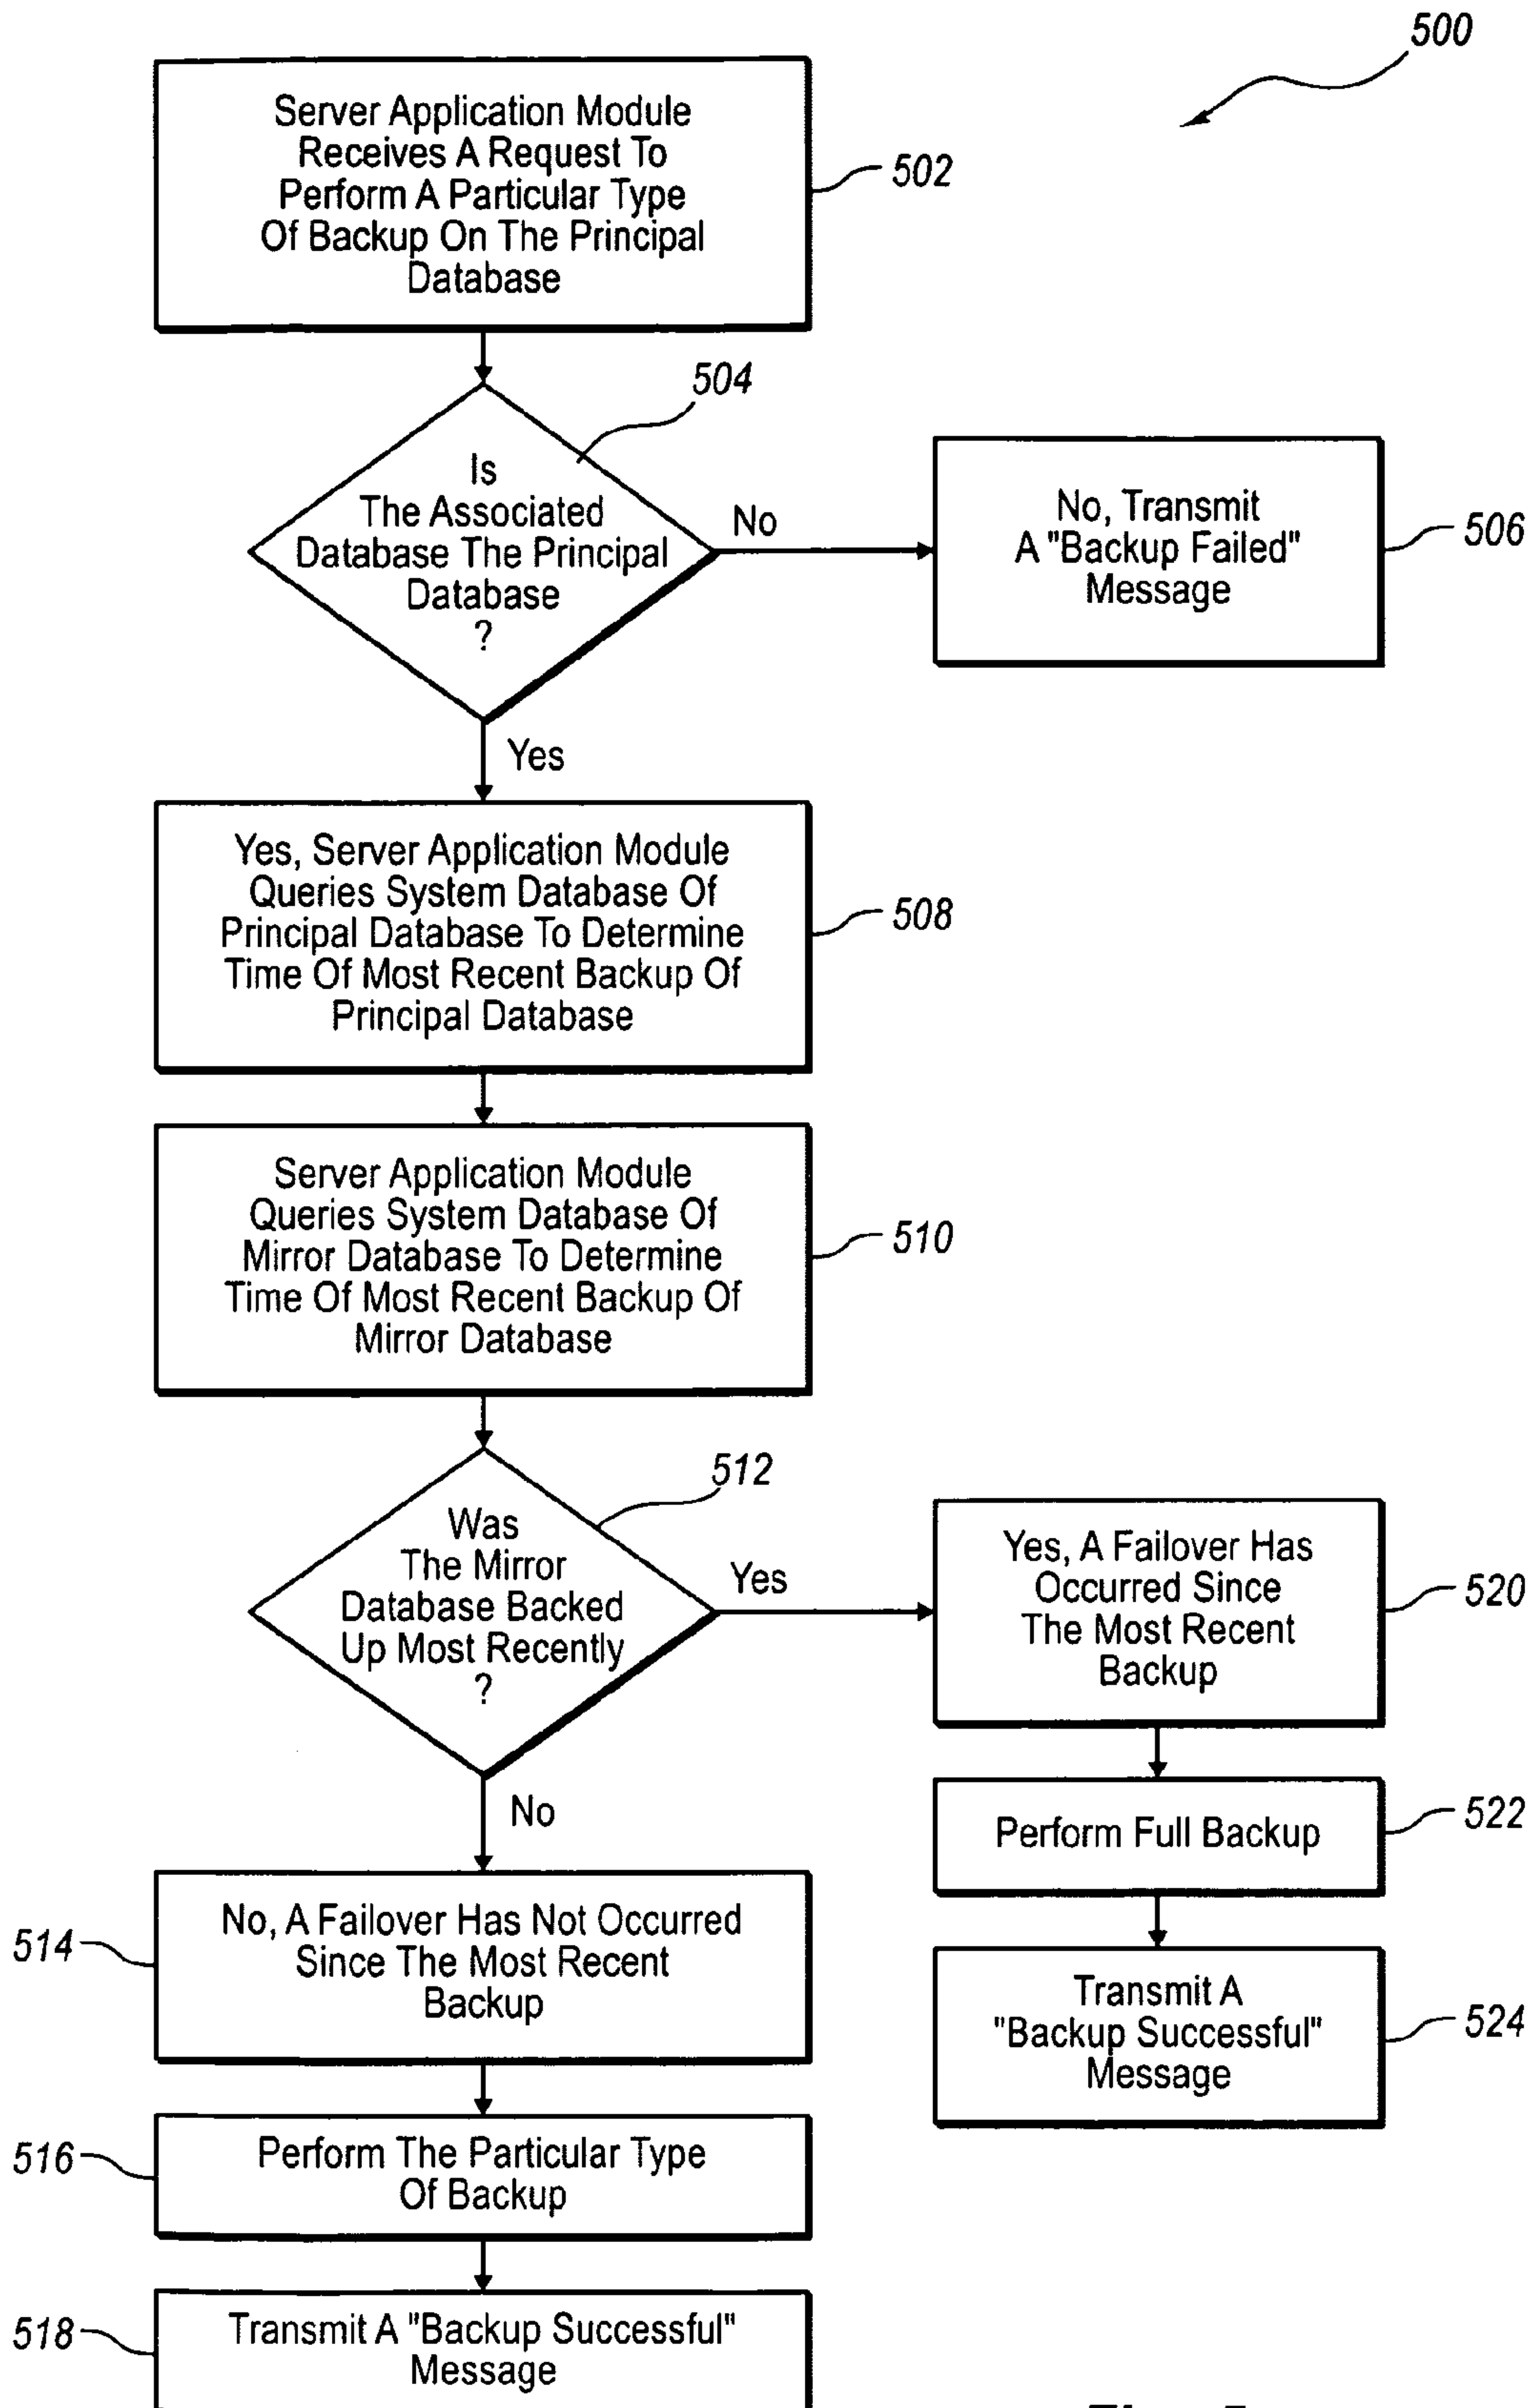 500
Server Application Module
Receives A Request To
Perform A Particular Type
Of Backup On The Principal
Database
502
504
Is
The Associated
Database The Principal
Database
?
No
No, Transmit
A "Backup Failed"
Message
506
Yes
Yes, Server Application Module
Queries System Database Of
Principal Database To Determine
Time Of Most Recent Backup Of
Principal Database
508
Server Application Module
Queries System Database Of
Mirror Database To Determine
Time Of Most Recent Backup Of
Mirror Database
510
512
Was
The Mirror
Database Backed
Up Most Recently
?
Yes
Yes, A Failover Has
Occurred Since
The Most Recent
Backup
520
Perform Full Backup
522
Transmit A
"Backup Successful"
Message
524
No
514
No, A Failover Has Not Occurred
Since The Most Recent
Backup
516
Perform The Particular Type
Of Backup
518
Transmit A "Backup Successful"
Message